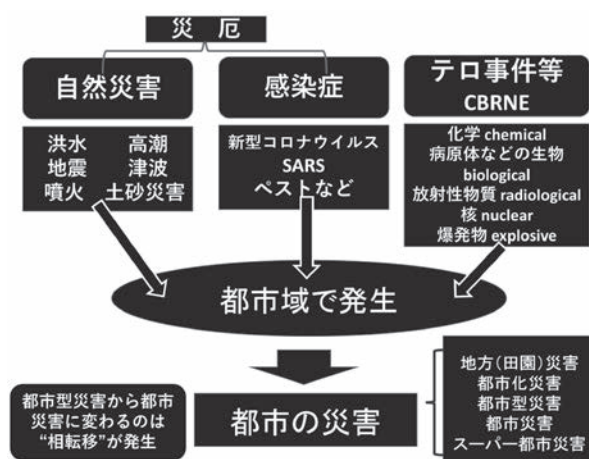 災 厄
自然災害
感染症
テロ事件等
CBRNE
洪水 高潮
地震 津波
噴火 土砂災害
新型コロナウイルス
SARS
ペストなど
化学 chemical
病原体などの生物
biological
放射性物質 radiological
核 nuclear
爆発物 explosive
都市域で発生
都市型災害から都市
災害に変わるのは
“相転移”が発生
都市の災害
地方(田園)災害
都市化災害
都市型災害
都市災害
スーパー都市災害